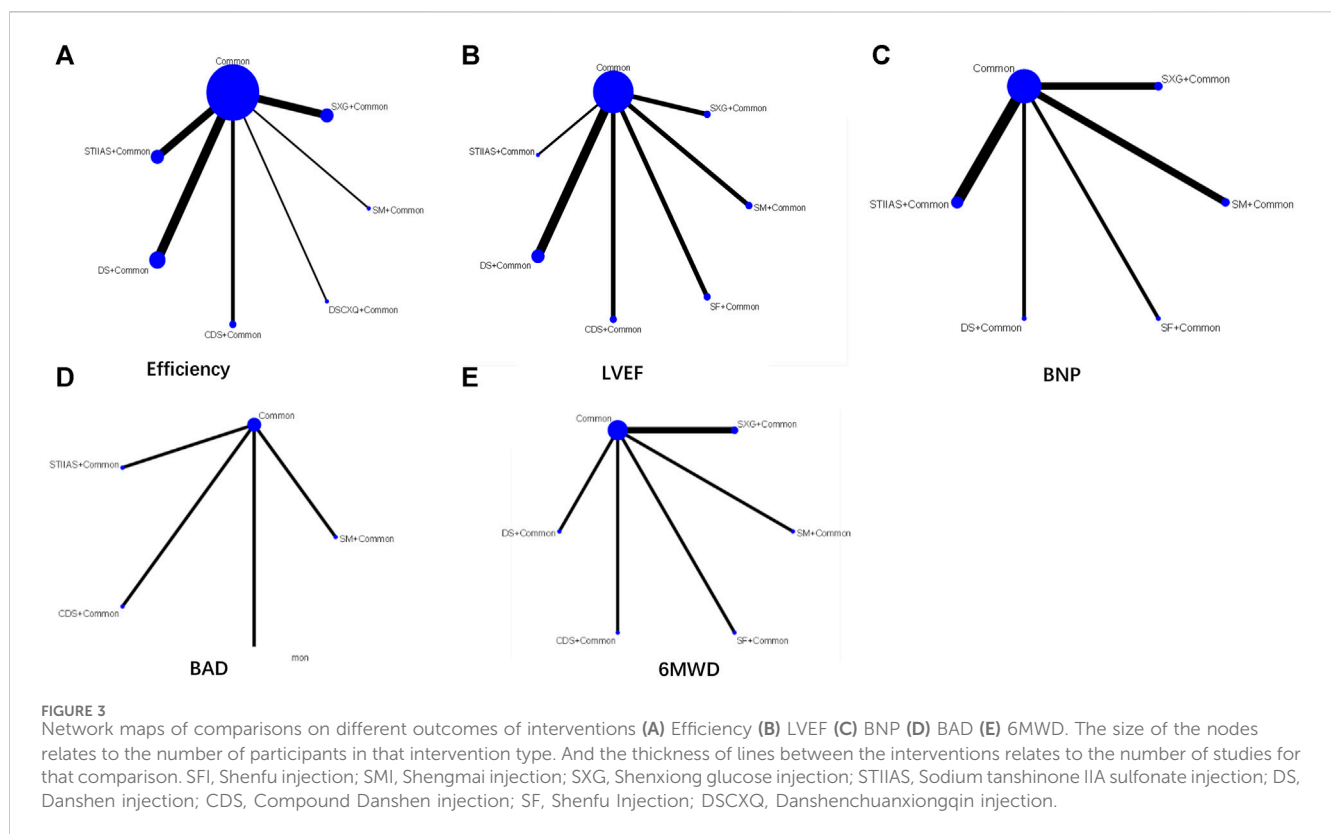 A
Common
SXG+Common
STIIAS+Common
SM+Common
DS+Common
DSCXQ+Common
CDS+Common
Efficiency
B
Common
SXG+Common
STIIAS+Common
SM+Common
DS+Common
SF+Common
CDS+Common
LVEF
C
Common
SXG+Common
STIIAS+Common
SM+Common
DS+Common
SF+Common
BNP
D
Common
STIIAS+Common
SM+Common
CDS+Common
mon
BAD
E
Common
SXG+Common
DS+Common
SM+Common
CDS+Common
SF+Common
6MWD
FIGURE 3
Network maps of comparisons on different outcomes of interventions (A) Efficiency (B) LVEF (C) BNP (D) BAD (E) 6MWD. The size of the nodes
relates to the number of participants in that intervention type. And the thickness of lines between the interventions relates to the number of studies for
that comparison. SFI, Shenfu injection; SMI, Shengmai injection; SXG, Shenxiong glucose injection; STIIAS, Sodium tanshinone IIA sulfonate injection; DS,
Danshen injection; CDS, Compound Danshen injection; SF, Shenfu Injection; DSCXQ, Danshenchuanxiongqin injection.